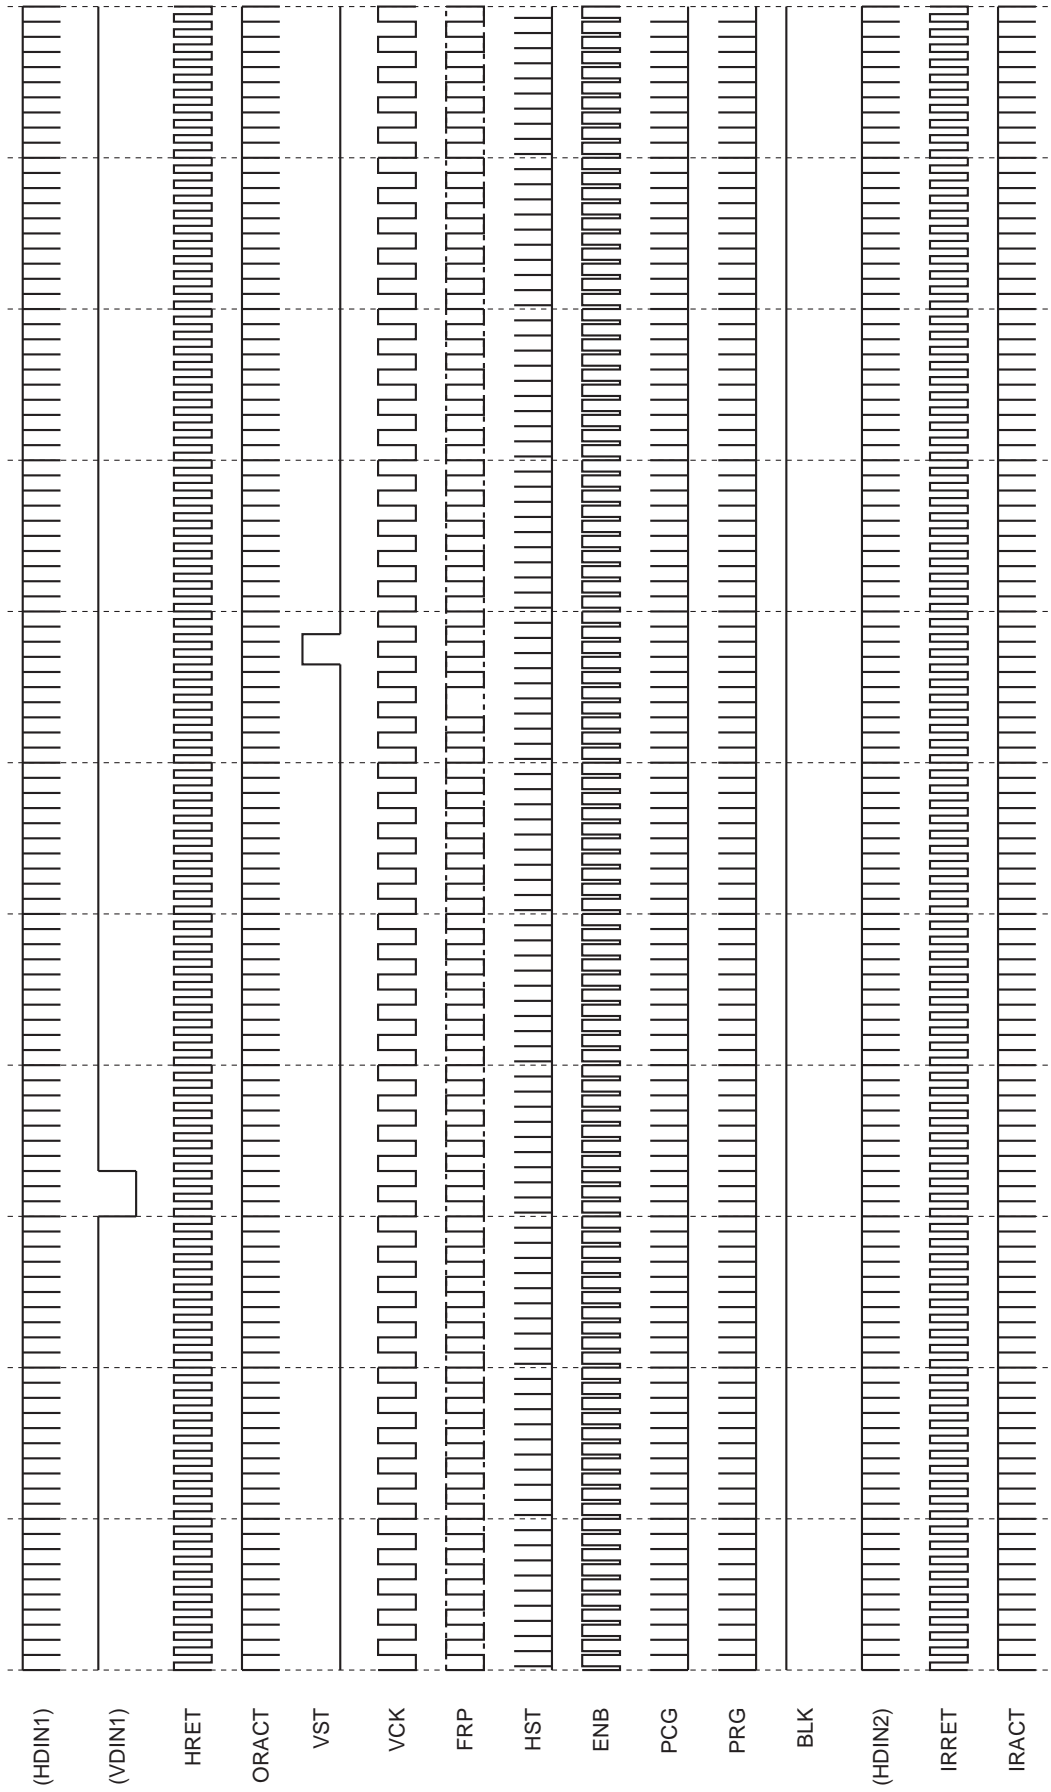 (HDIN1)
(VDIN1)
HRET
ORACT
VST
VCK
FRP
HST
ENB
PCG
PRG
BLK
(HDIN2)
IRRET
IRACT